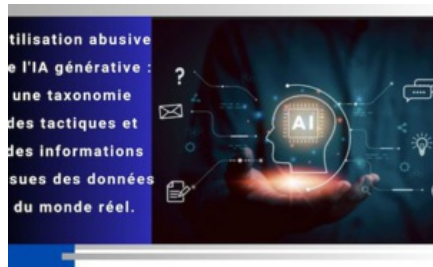 tilisation abusive
e l'IA générative :
une taxonomie
des tactiques et
des informations
sues des données
du monde réel.
?
AI